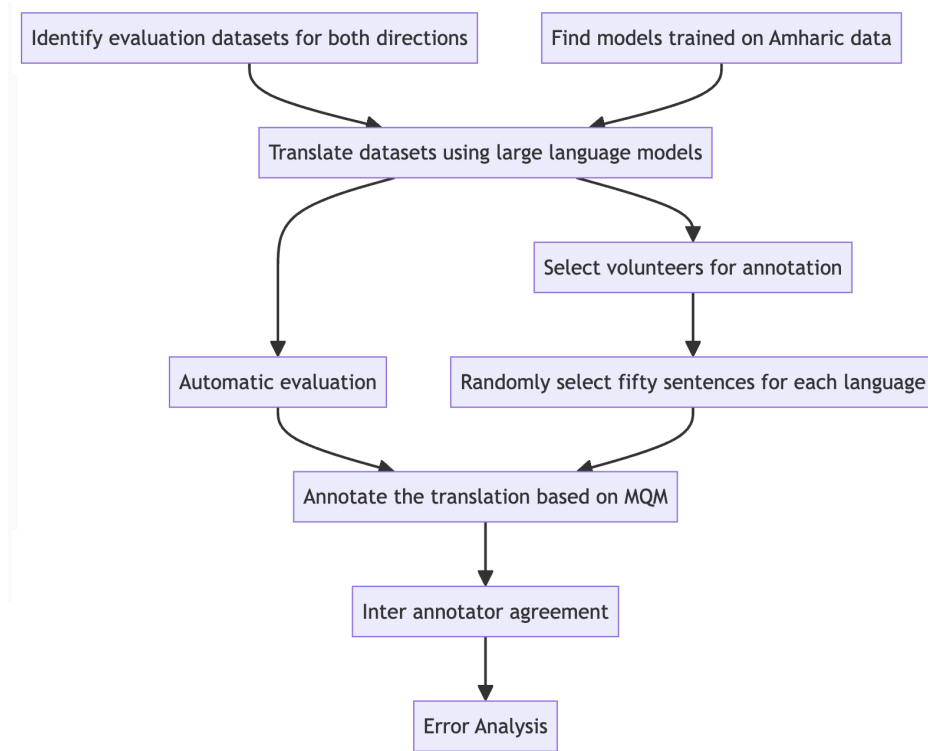 Identify evaluation datasets for both directions
Find models trained on Amharic data
Translate datasets using large language models
Select volunteers for annotation
Automatic evaluation
Randomly select fifty sentences for each language
Annotate the translation based on MQM
Inter annotator agreement
Error Analysis